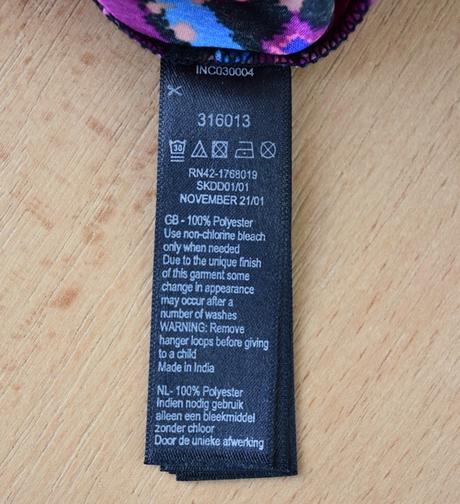 INC030004
316013
30
RN42-1768019
SKDD01/01
NOVEMBER 21/01
GB - 100% Polyester
Use non-chlorine bleach
only when needed
Due to the unique finish
of this garment some
change in appearance
may occur after a
number of washes
WARNING: Remove
hanger loops before giving
to a child
Made in India
NL- 100% Polyester
Indien nodig gebruik
alleen een bleekmiddel
zonder chloor
Door de unieke afwerking